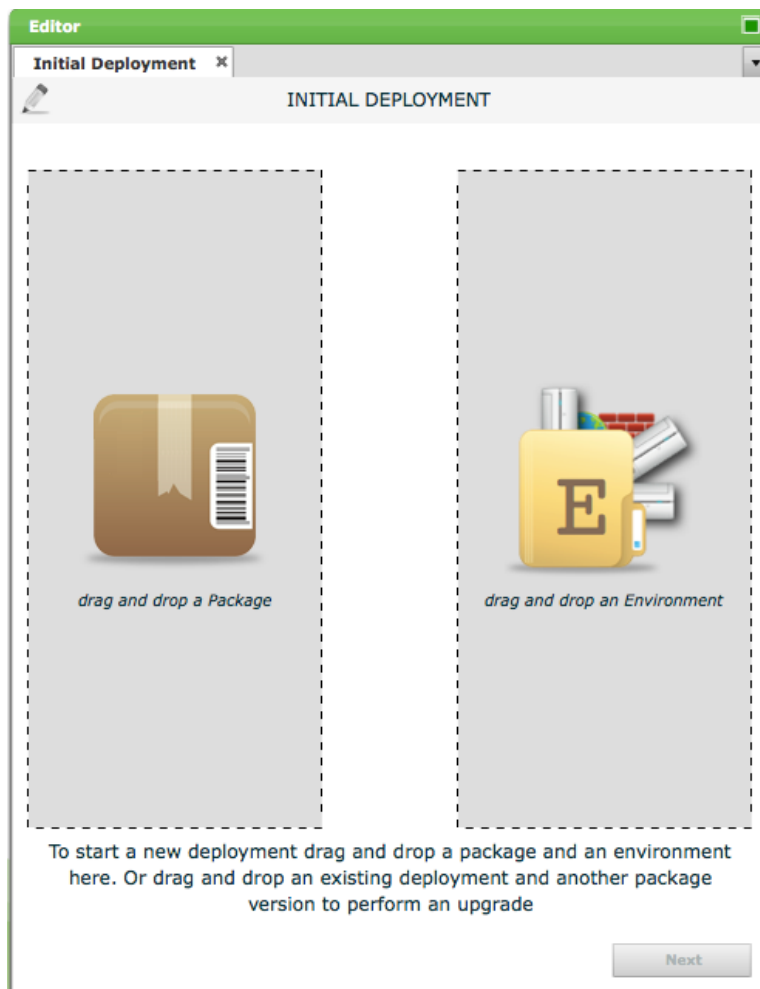 Editor
Initial Deployment
INITIAL DEPLOYMENT
E
drag and drop a Package
drag and drop an Environment
To start a new deployment drag and drop a package and an environment
here. Or drag and drop an existing deployment and another package
version to perform an upgrade
Next